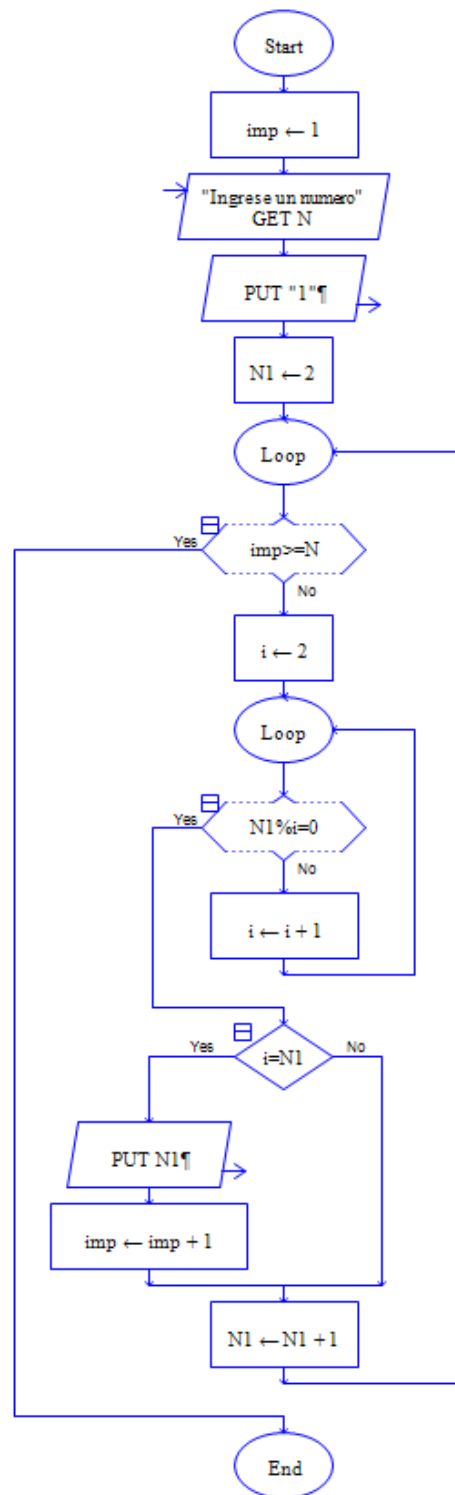 Start
imp ← 1
"Ingrese un numero"
GET N
PUT "1"¶
N1 ← 2
Loop
Yes
imp>=N
No
i ← 2
Loop
Yes
N1%i=0
No
i ← i + 1
Yes
i=N1
No
PUT N1¶
imp ← imp + 1
N1 ← N1 + 1
End